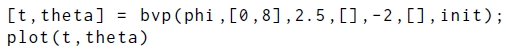 [t,theta] = bvp(phi,[0,8],2.5,[],-2,[],init);
plot(t,theta)